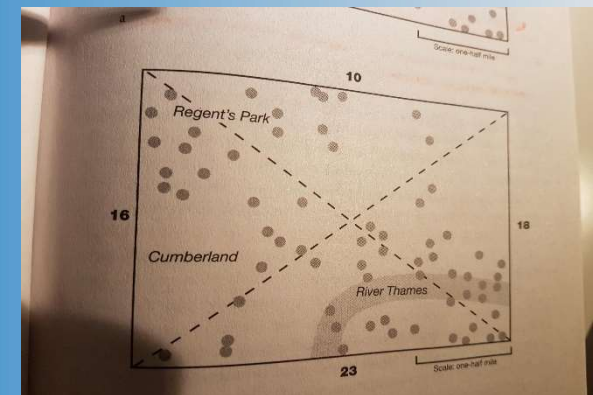 Scale: one-half mile
10
Regent's Park
16
18
Cumberland
River Thames
23
Scale: one-half mile